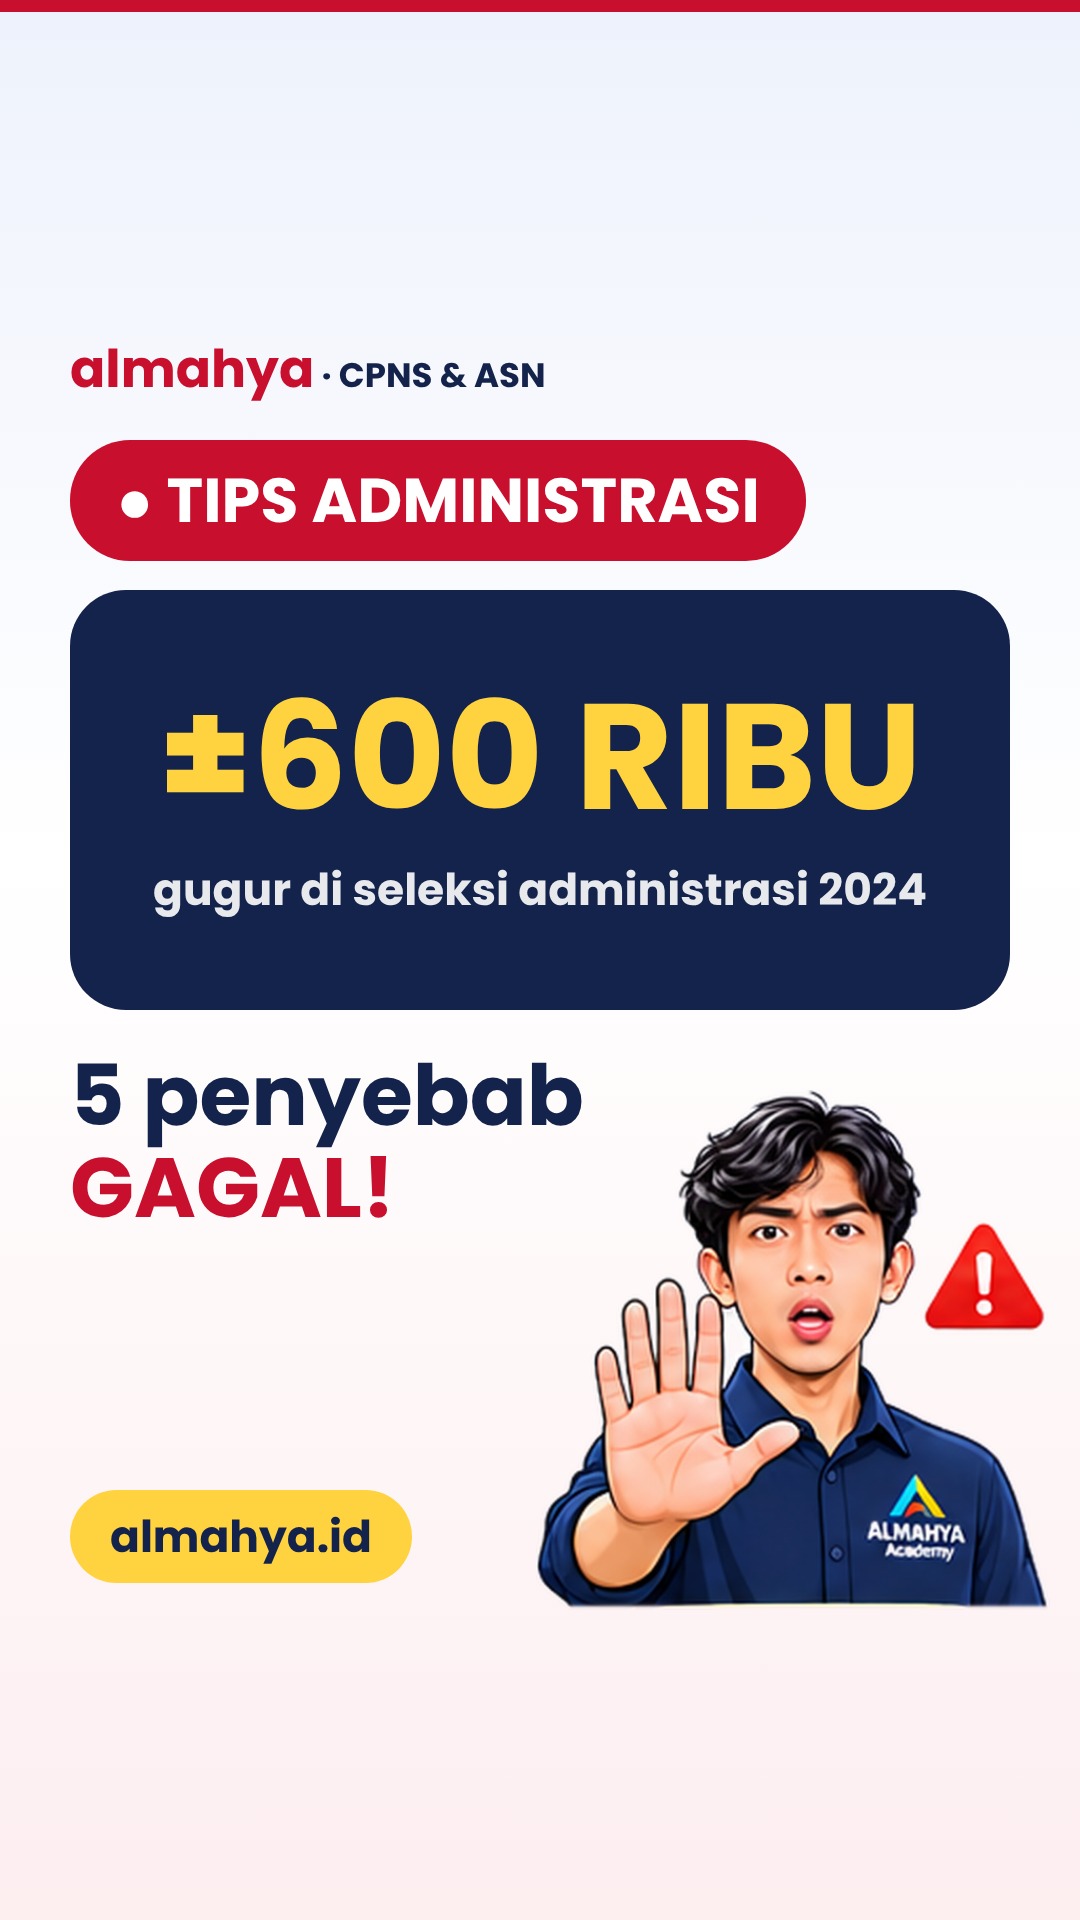 almahya · CPNS & ASN
● TIPS ADMINISTRASI
±600 RIBU
gugur di seleksi administrasi 2024
5 penyebab
GAGAL!
!
ALMAHYA
Academy
almahya.id